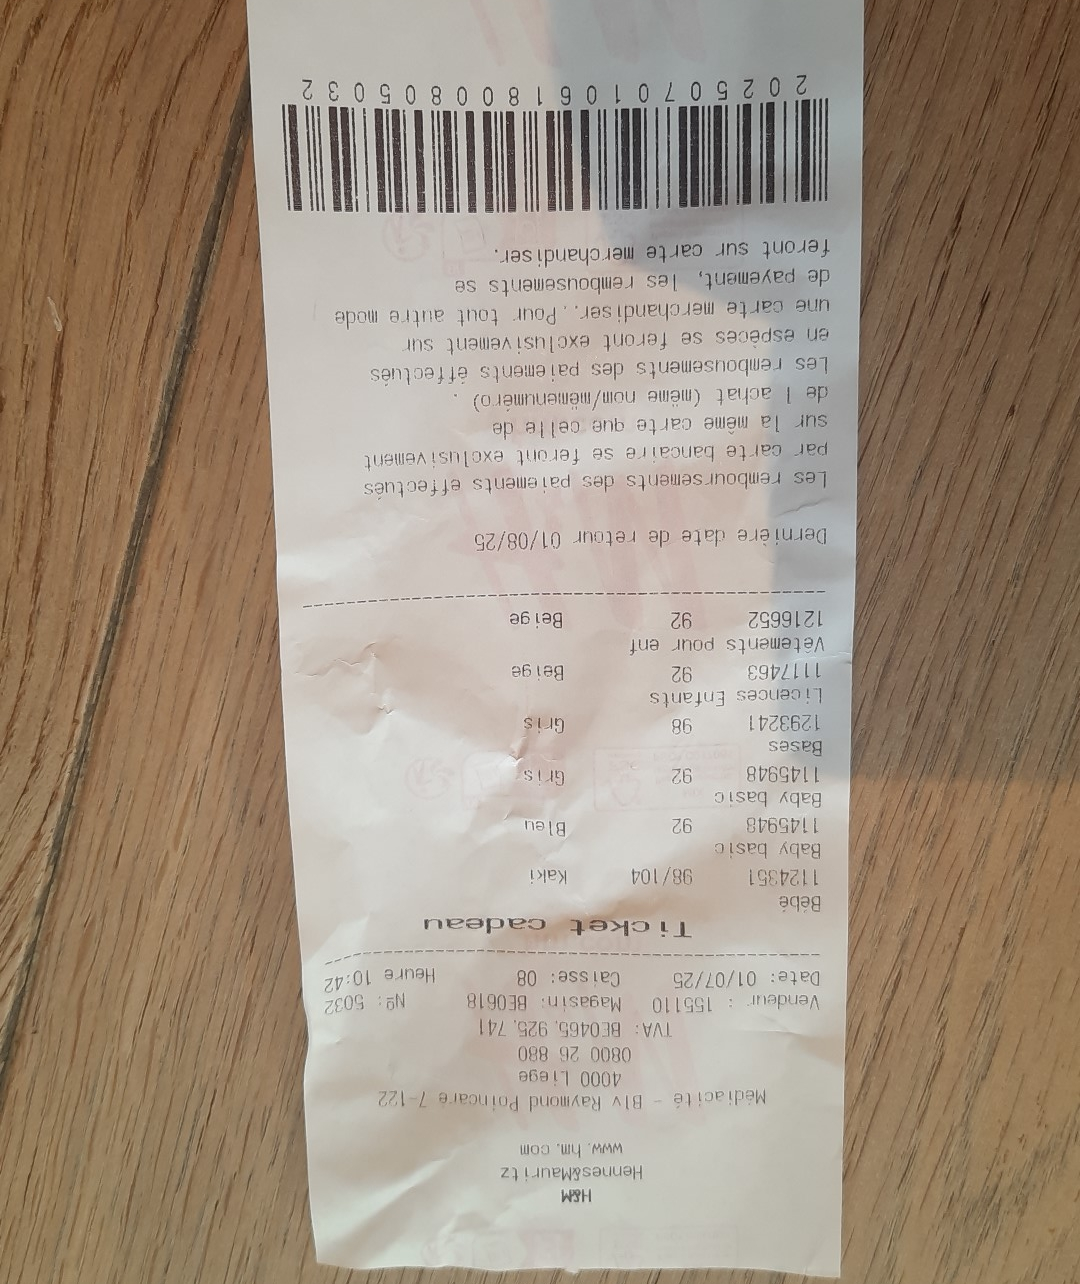 H&M
Hennes&Mauritz
www.hm.com
Médiacité - Blv Raymond Poincaré 7-122
4000 Liege
0800 26 880
TVA: BE0465.925.741
Vendeur : 155110 Magasin: BE0618 Nº: 5032
Date: 01/07/25 Caisse: 08 Heure 10:42
Ticket cadeau
Bébé
1124351 98/104 Kaki
Baby basic
1145948 92 Bleu
Baby basic
1145948 92 Gris
Bases
1293241 98 Gris
Licences Enfants
1117463 92 Beige
Vêtements pour enf
1216652 92 Beige
Dernière date de retour 01/08/25
Les remboursements des paiements effectués
par carte bancaire se feront exclusivement
sur la même carte que celle de
de l achat (même nom/mêmenuméro) .
Les rembousements des paiements éffectués
en espèces se feront exclusivement sur
une carte merchandiser.. Pour tout autre mode
de payement, les rembousements se
feront sur carte merchandiser.
20250701061800805032